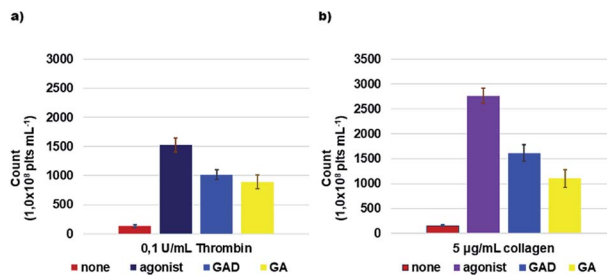 a)
3000
2500
2000
1500
1000
500
0
Count
(1,0x10⁸ plts mL⁻¹)
0,1 U/mL Thrombin
none agonist GAD GA
b)
3500
3000
2500
2000
1500
1000
500
0
Count
(1,0x10⁸ plts mL⁻¹)
5 µg/mL collagen
none agonist GAD GA